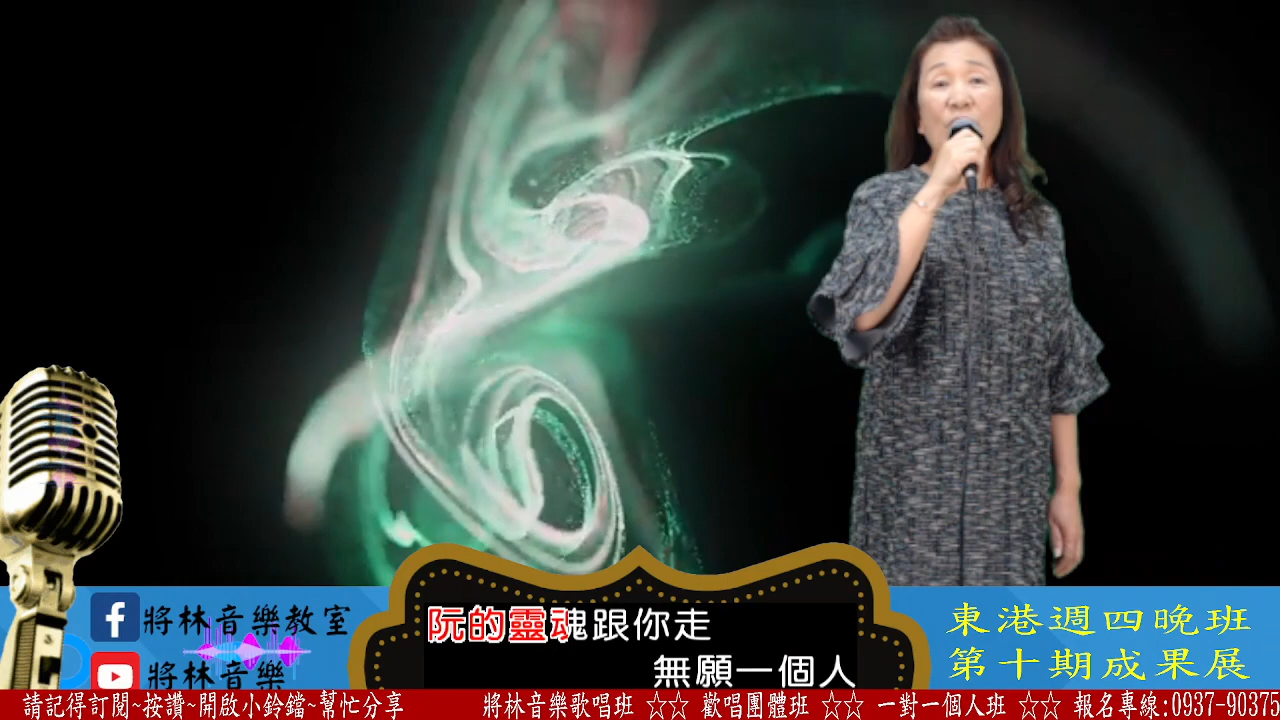 阮的靈魂跟你走
無願一個人
將林音樂教室
將林音樂
東港週四晚班
第十期成果展
請記得訂閱~按讚~開啟小鈴鐺~幫忙分享 將林音樂歌唱班 ☆☆ 歡唱團體班 ☆☆ 一對一個人班 ☆☆ 報名專線:0937-90375